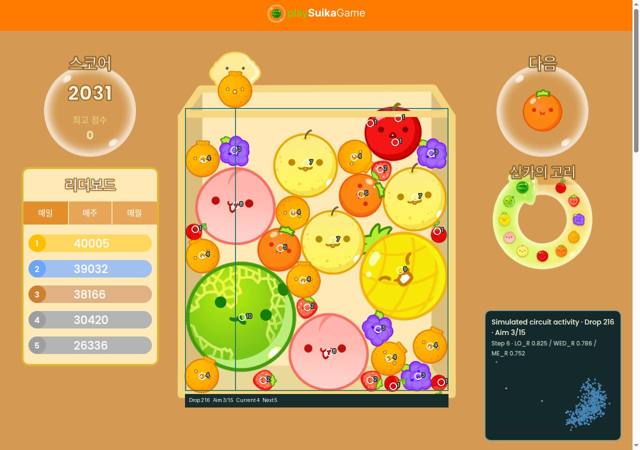 playSuikaGame
스코어
2031
최고 점수
0
리더보드
매일 매주 매월
1 40005
2 39032
3 38166
4 30420
5 26336
다음
신카의 고리
Simulated circuit activity · Drop 216
· Aim 3/15
Step 6 · LO_R 0.825 / WED_R 0.786 /
ME_R 0.752
Drop 216 Aim 3/15 Current 4 Next 5